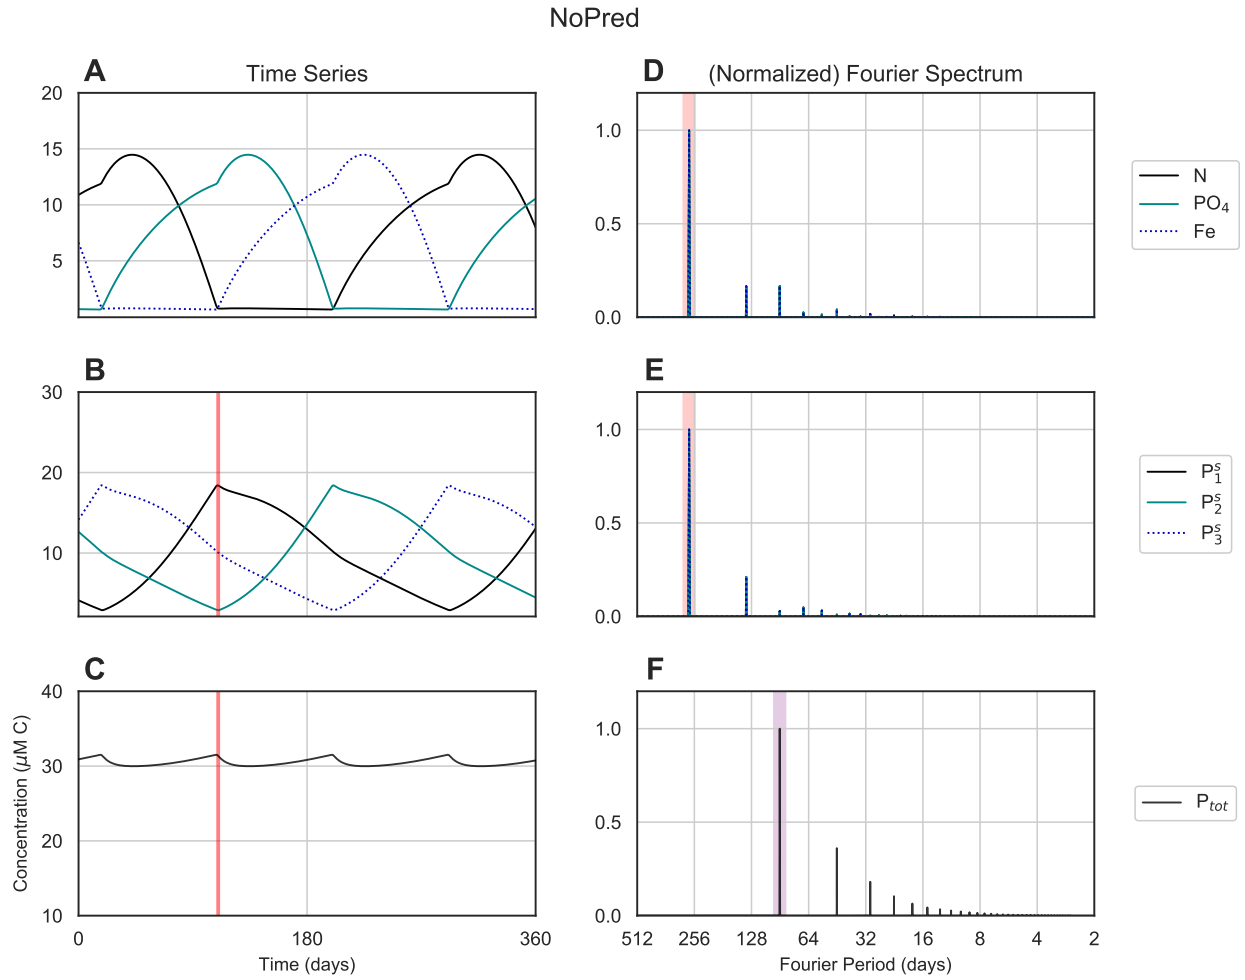 NoPred
A Time Series
20
15
10
5
D (Normalized) Fourier Spectrum
1.0
0.5
0.0
N
PO₄
Fe
B
30
20
10
E
1.0
0.5
0.0
P₁ˢ
P₂ˢ
P₃ˢ
C
Concentration (μM C)
40
30
20
10
0 180 360
Time (days)
F
1.0
0.5
0.0
512 256 128 64 32 16 8 4 2
Fourier Period (days)
Pₜₒₜ